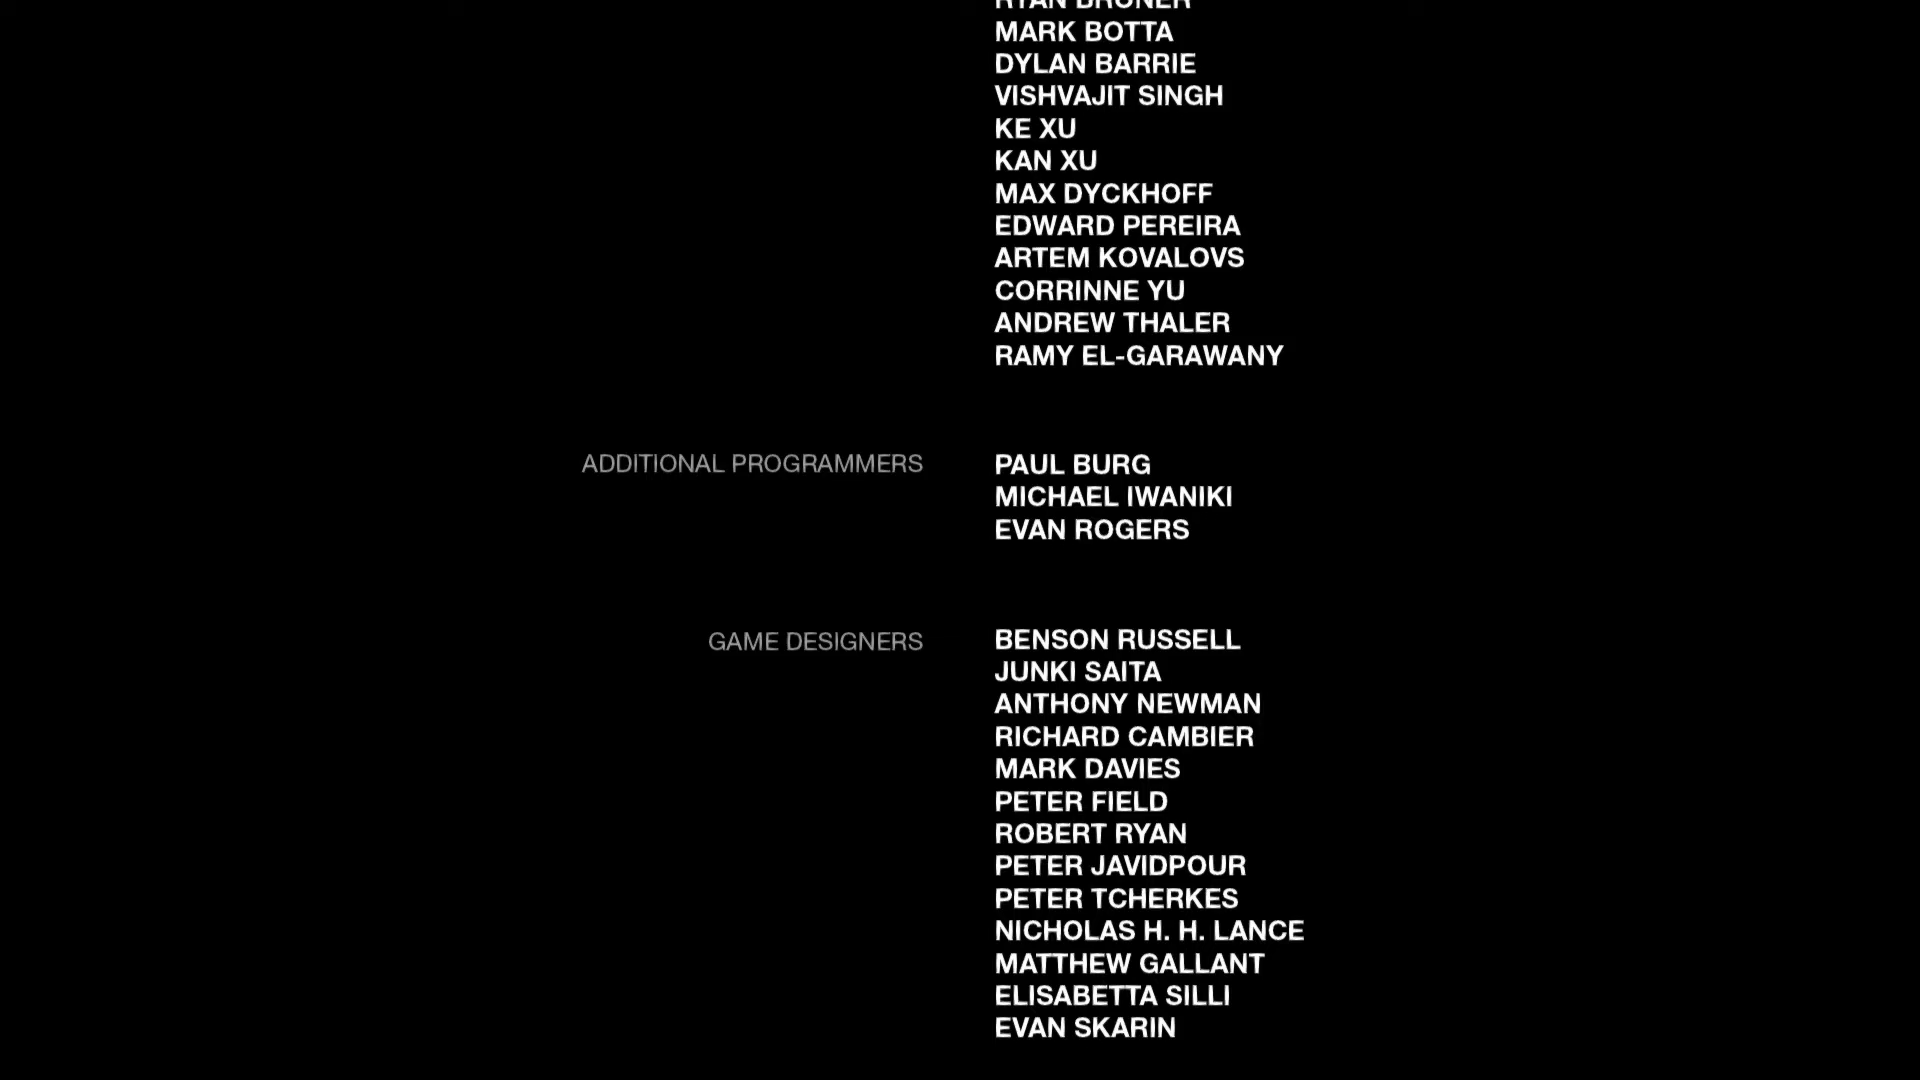 RYAN BRONER
MARK BOTTA
DYLAN BARRIE
VISHVAJIT SINGH
KE XU
KAN XU
MAX DYCKHOFF
EDWARD PEREIRA
ARTEM KOVALOVS
CORRINNE YU
ANDREW THALER
RAMY EL-GARAWANY
ADDITIONAL PROGRAMMERS PAUL BURG
MICHAEL IWANIKI
EVAN ROGERS
GAME DESIGNERS BENSON RUSSELL
JUNKI SAITA
ANTHONY NEWMAN
RICHARD CAMBIER
MARK DAVIES
PETER FIELD
ROBERT RYAN
PETER JAVIDPOUR
PETER TCHERKES
NICHOLAS H. H. LANCE
MATTHEW GALLANT
ELISABETTA SILLI
EVAN SKARIN